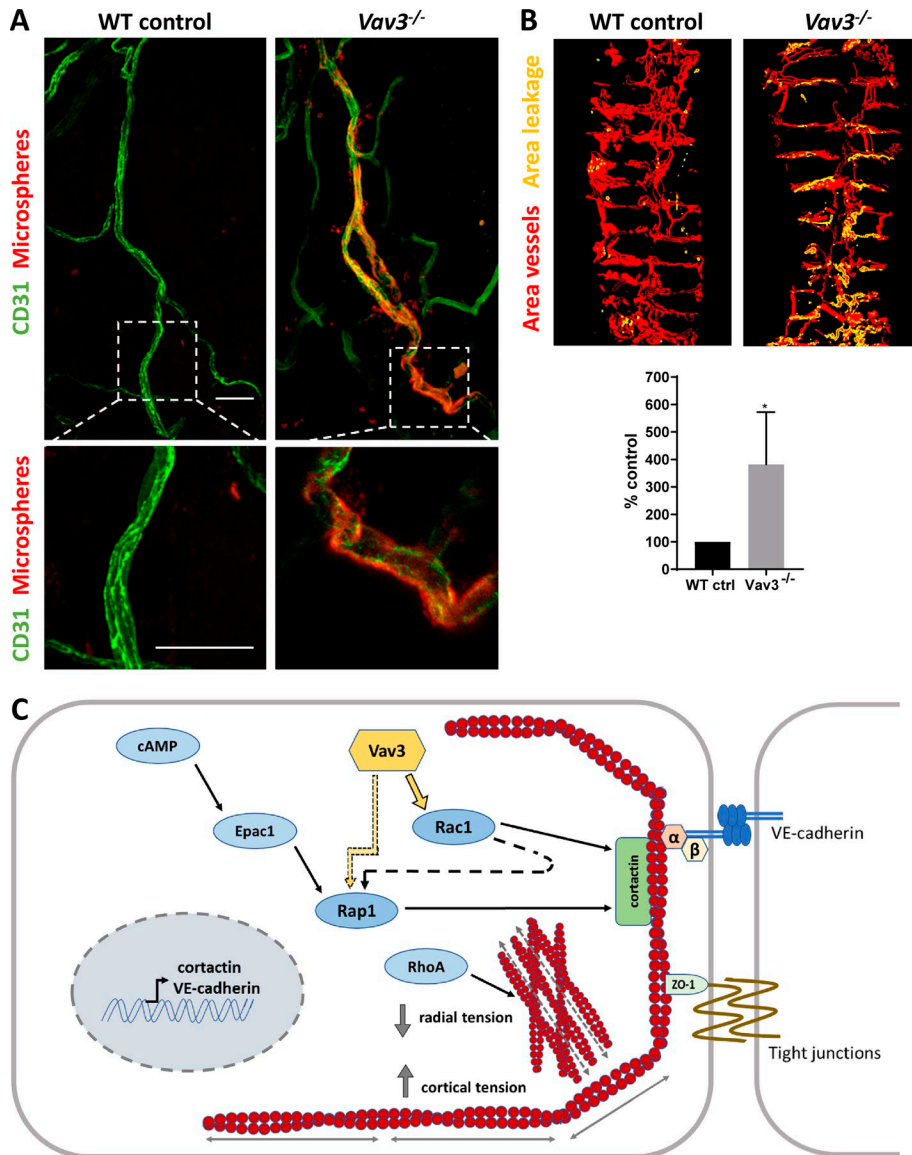 A
WT control
Vav3-/-
CD31 Microspheres
CD31 Microspheres
B
WT control
Vav3-/-
Area vessels Area leakage
700
600
500
400
300
200
100
0
% control
*
WT ctrl
Vav3-/-
C
cAMP
Vav3
Epac1
Rac1
Rap1
cortactin
α
β
VE-cadherin
cortactin
VE-cadherin
RhoA
radial tension
cortical tension
ZO-1
Tight junctions